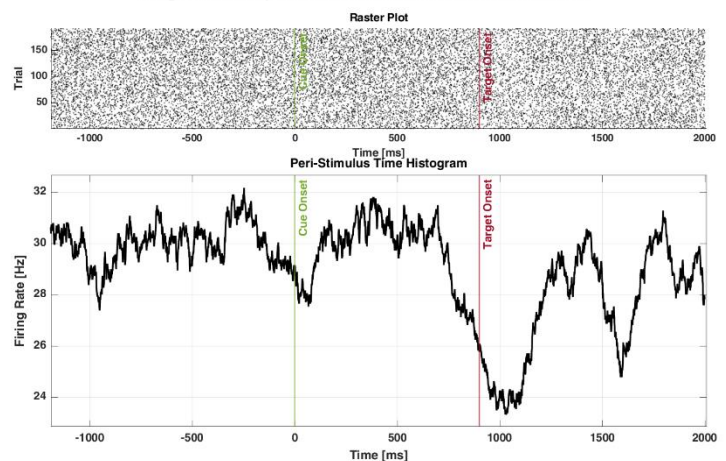 Raster Plot
150
100
50
Trial
Cue Onset
Target Onset
-1000 -500 0 500 1000 1500 2000
Time [ms]
Peri-Stimulus Time Histogram
32
30
28
26
24
Firing Rate [Hz]
Cue Onset
Target Onset
-1000 -500 0 500 1000 1500 2000
Time [ms]